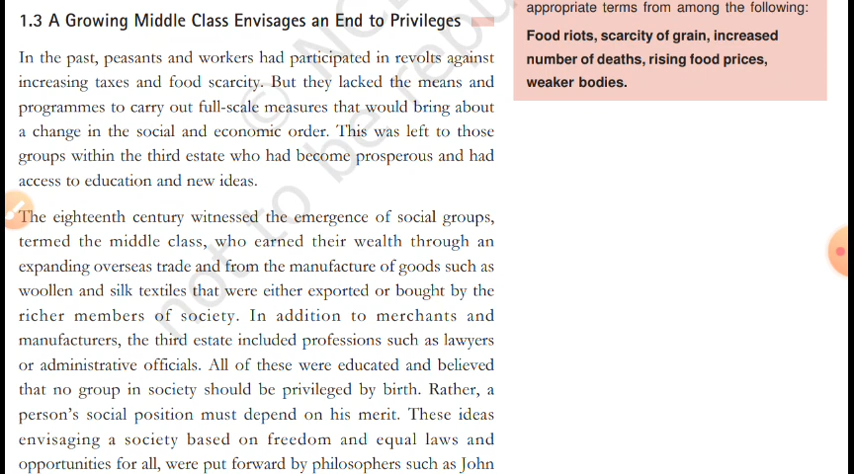 1.3 A Growing Middle Class Envisages an End to Privileges
In the past, peasants and workers had participated in revolts against
increasing taxes and food scarcity. But they lacked the means and
programmes to carry out full-scale measures that would bring about
a change in the social and economic order. This was left to those
groups within the third estate who had become prosperous and had
access to education and new ideas.
The eighteenth century witnessed the emergence of social groups,
termed the middle class, who earned their wealth through an
expanding overseas trade and from the manufacture of goods such as
woollen and silk textiles that were either exported or bought by the
richer members of society. In addition to merchants and
manufacturers, the third estate included professions such as lawyers
or administrative officials. All of these were educated and believed
that no group in society should be privileged by birth. Rather, a
person's social position must depend on his merit. These ideas
envisaging a society based on freedom and equal laws and
opportunities for all, were put forward by philosophers such as John
appropriate terms from among the following:
Food riots, scarcity of grain, increased
number of deaths, rising food prices,
weaker bodies.
© NC
not to be repu